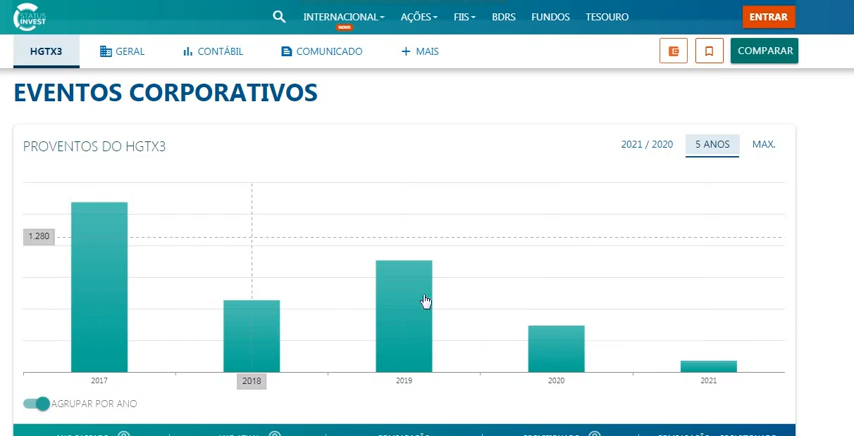 STATUS
INVEST
INTERNACIONAL
NOVO
AÇÕES
FIIS
BDRS
FUNDOS
TESOURO
ENTRAR
HGTX3
GERAL
CONTÁBIL
COMUNICADO
+ MAIS
COMPARAR
EVENTOS CORPORATIVOS
PROVENTOS DO HGTX3
2021 / 2020
5 ANOS
MAX.
1.280
2017
2018
2019
2020
2021
AGRUPAR POR ANO